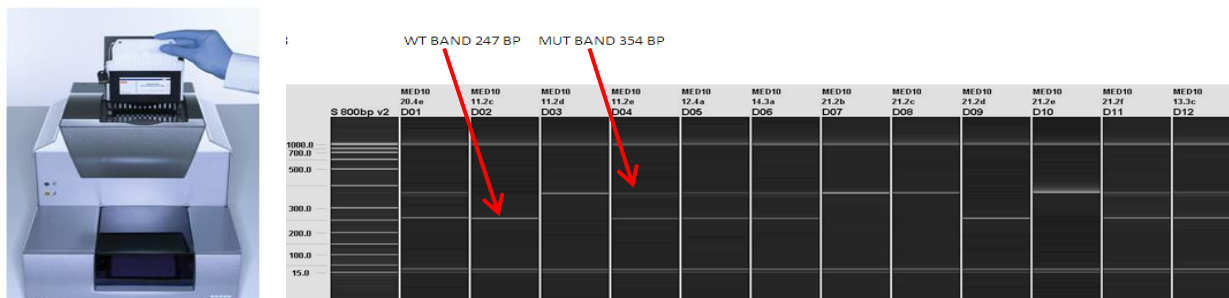 WT BAND 247 BP MUT BAND 354 BP
MED10 MED10 MED10 MED10 MED10 MED10 MED10 MED10 MED10 MED10 MED10 MED10
20.4e 11.2c 11.2d 11.2e 12.4a 14.3a 21.2b 21.2c 21.2d 21.2e 21.2f 13.3c
S 800bp v2 D01 D02 D03 D04 D05 D06 D07 D08 D09 D10 D11 D12
1000.0
700.0
500.0
300.0
200.0
100.0
15.0